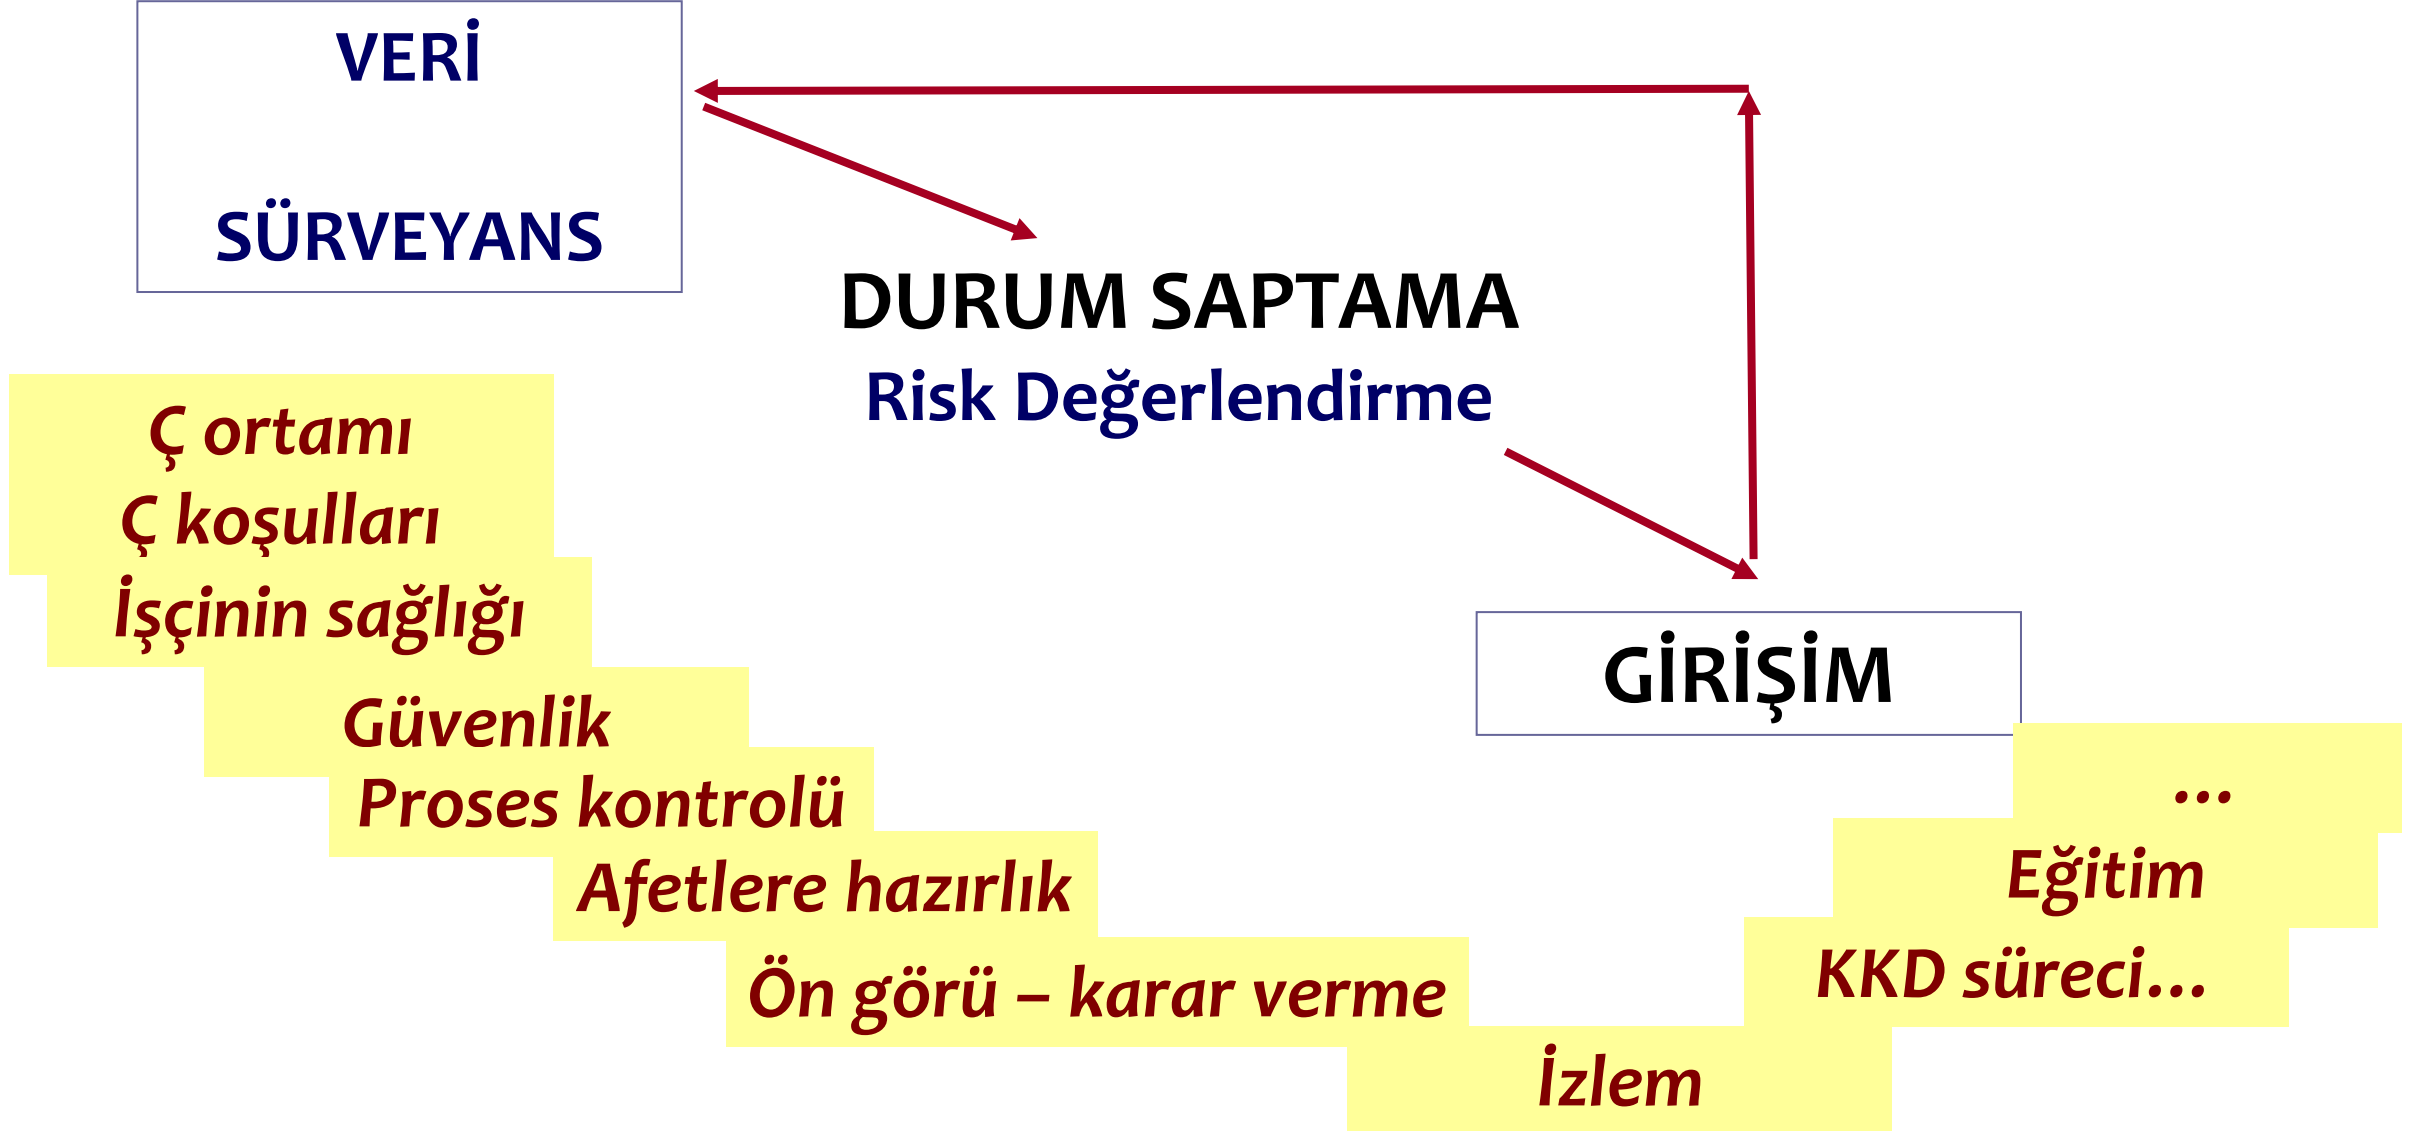 VERİ
SÜRVEYANS
DURUM SAPTAMA
Risk Değerlendirme
Ç ortamı
Ç koşulları
İşçinin sağlığı
Güvenlik
Proses kontrolü
Afetlere hazırlık
Ön görü – karar verme
İzlem
GİRİŞİM
...
Eğitim
KKD süreci...